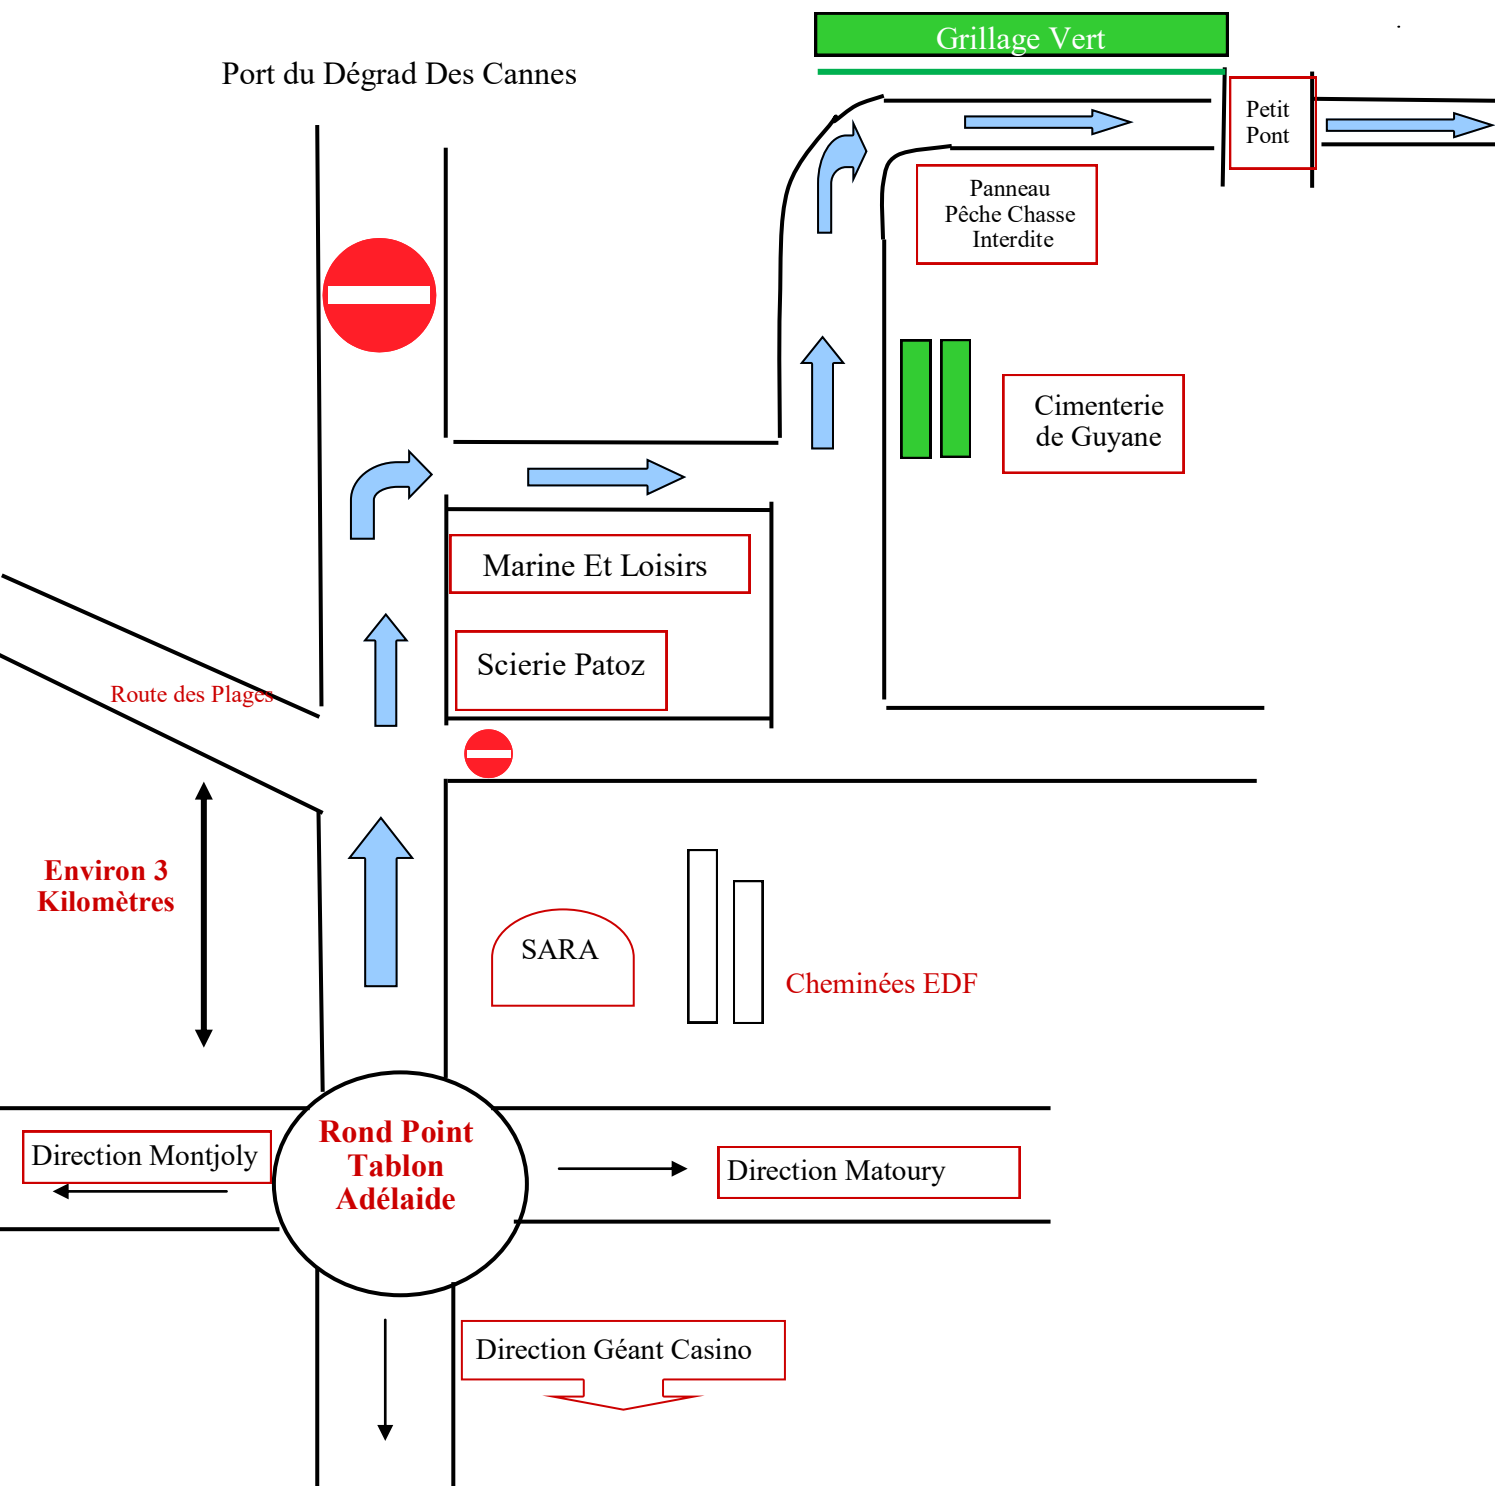 Grillage Vert
Port du Dégrad Des Cannes
Petit
Pont
Panneau
Pêche Chasse
Interdite
Cimenterie
de Guyane
Marine Et Loisirs
Scierie Patoz
Route des Plages
Environ 3
Kilomètres
SARA
Cheminées EDF
Rond Point
Tablon
Adélaide
Direction Montjoly
Direction Matoury
Direction Géant Casino